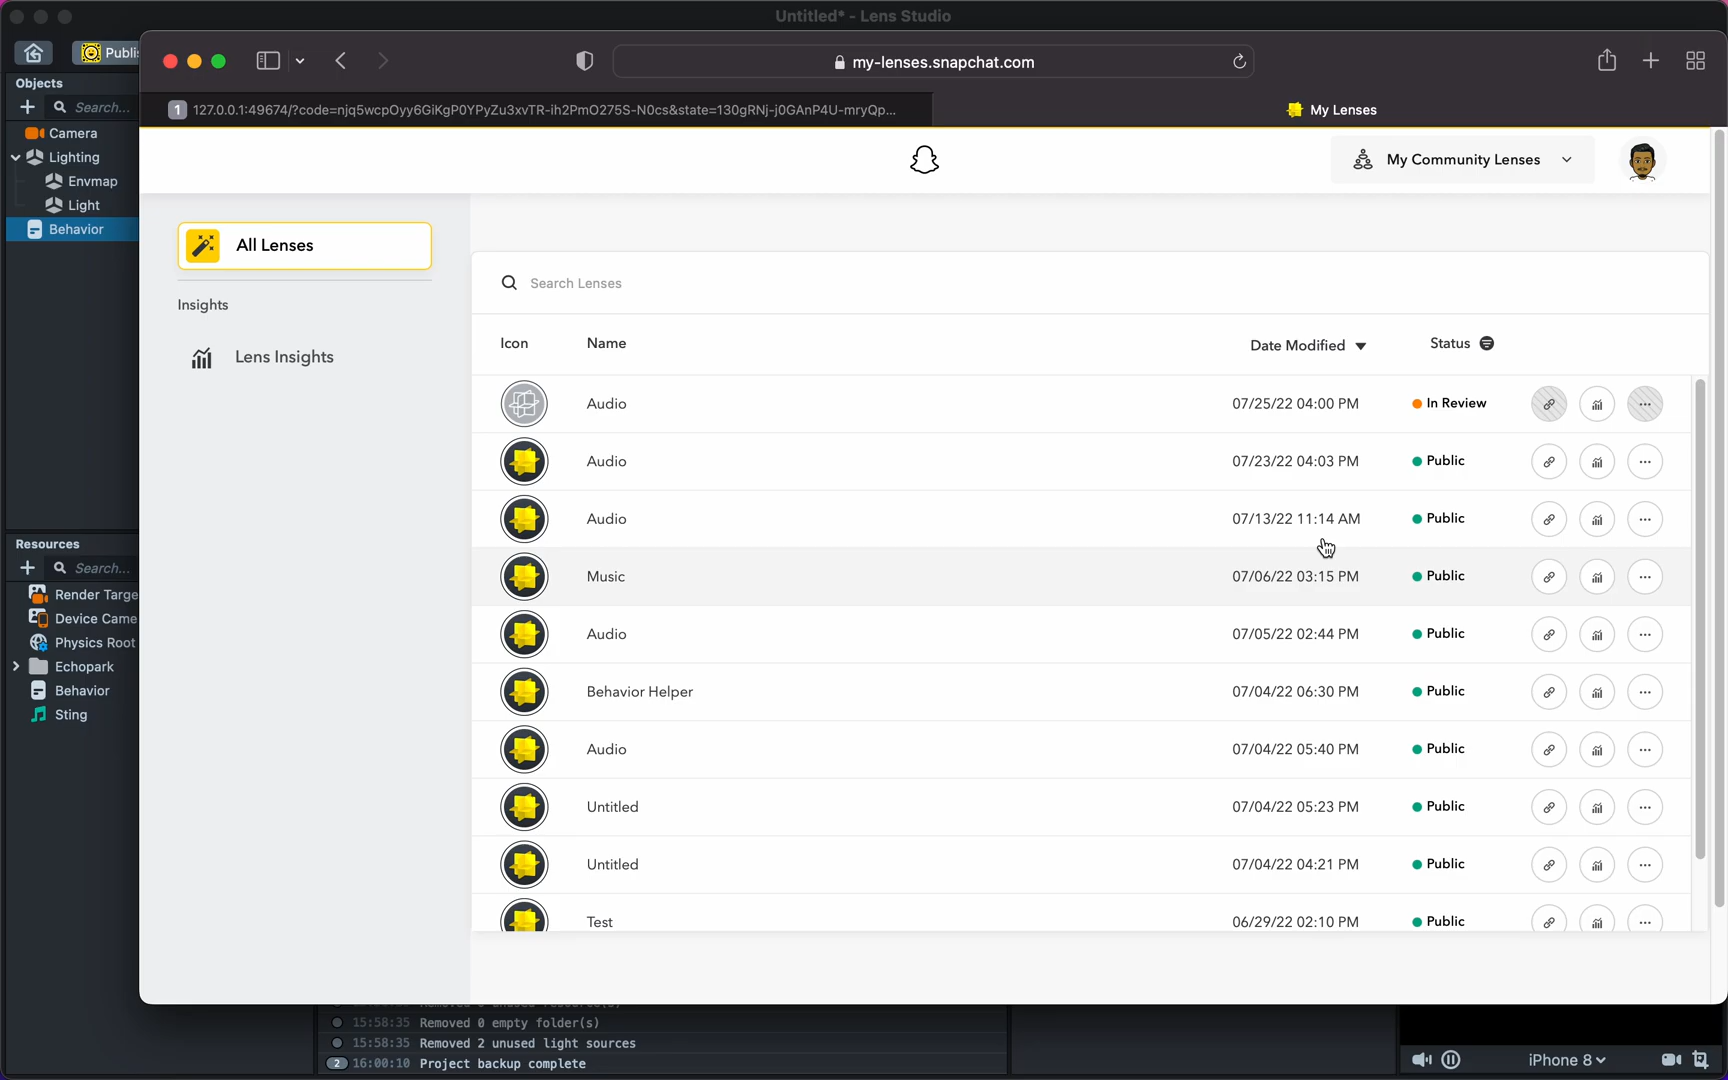 Untitled* - Lens Studio
my-lenses.snapchat.com
1 127.0.0.1:49674/?code=njq5wcpOyy6GiKgP0YPyZu3xvTR-ih2PmO275S-N0cs&state=130gRNj-j0GAnP4U-mryQp...
My Lenses
Objects
Search...
Camera
Lighting
Envmap
Light
Behavior
Resources
Search...
Physics Root
Echopark
Behavior
Sting
My Community Lenses
All Lenses
Insights
Lens Insights
Search Lenses
Icon Name Date Modified Status
Audio 07/25/22 04:00 PM In Review
Audio 07/23/22 04:03 PM Public
Audio 07/13/22 11:14 AM Public
Music 07/06/22 03:15 PM Public
Audio 07/05/22 02:44 PM Public
Behavior Helper 07/04/22 06:30 PM Public
Audio 07/04/22 05:40 PM Public
Untitled 07/04/22 05:23 PM Public
Untitled 07/04/22 04:21 PM Public
Test 06/29/22 02:10 PM Public
15:58:35 Removed 0 empty folder(s)
15:58:35 Removed 2 unused light sources
2 16:00:10 Project backup complete
iPhone 8